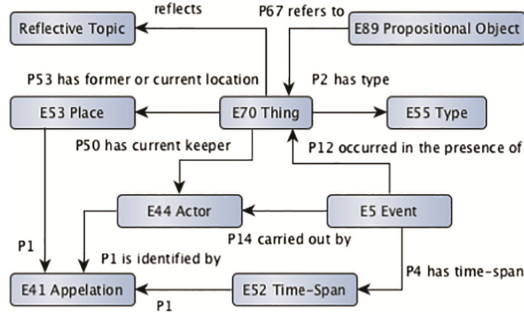 reflects
P67 refers to
Reflective Topic
E89 Propositional Object
P53 has former or current location
P2 has type
E53 Place
E70 Thing
E55 Type
P50 has current keeper
P12 occurred in the presence of
E44 Actor
E5 Event
P14 carried out by
P1
P1 is identified by
P4 has time-span
E41 Appelation
E52 Time-Span
P1